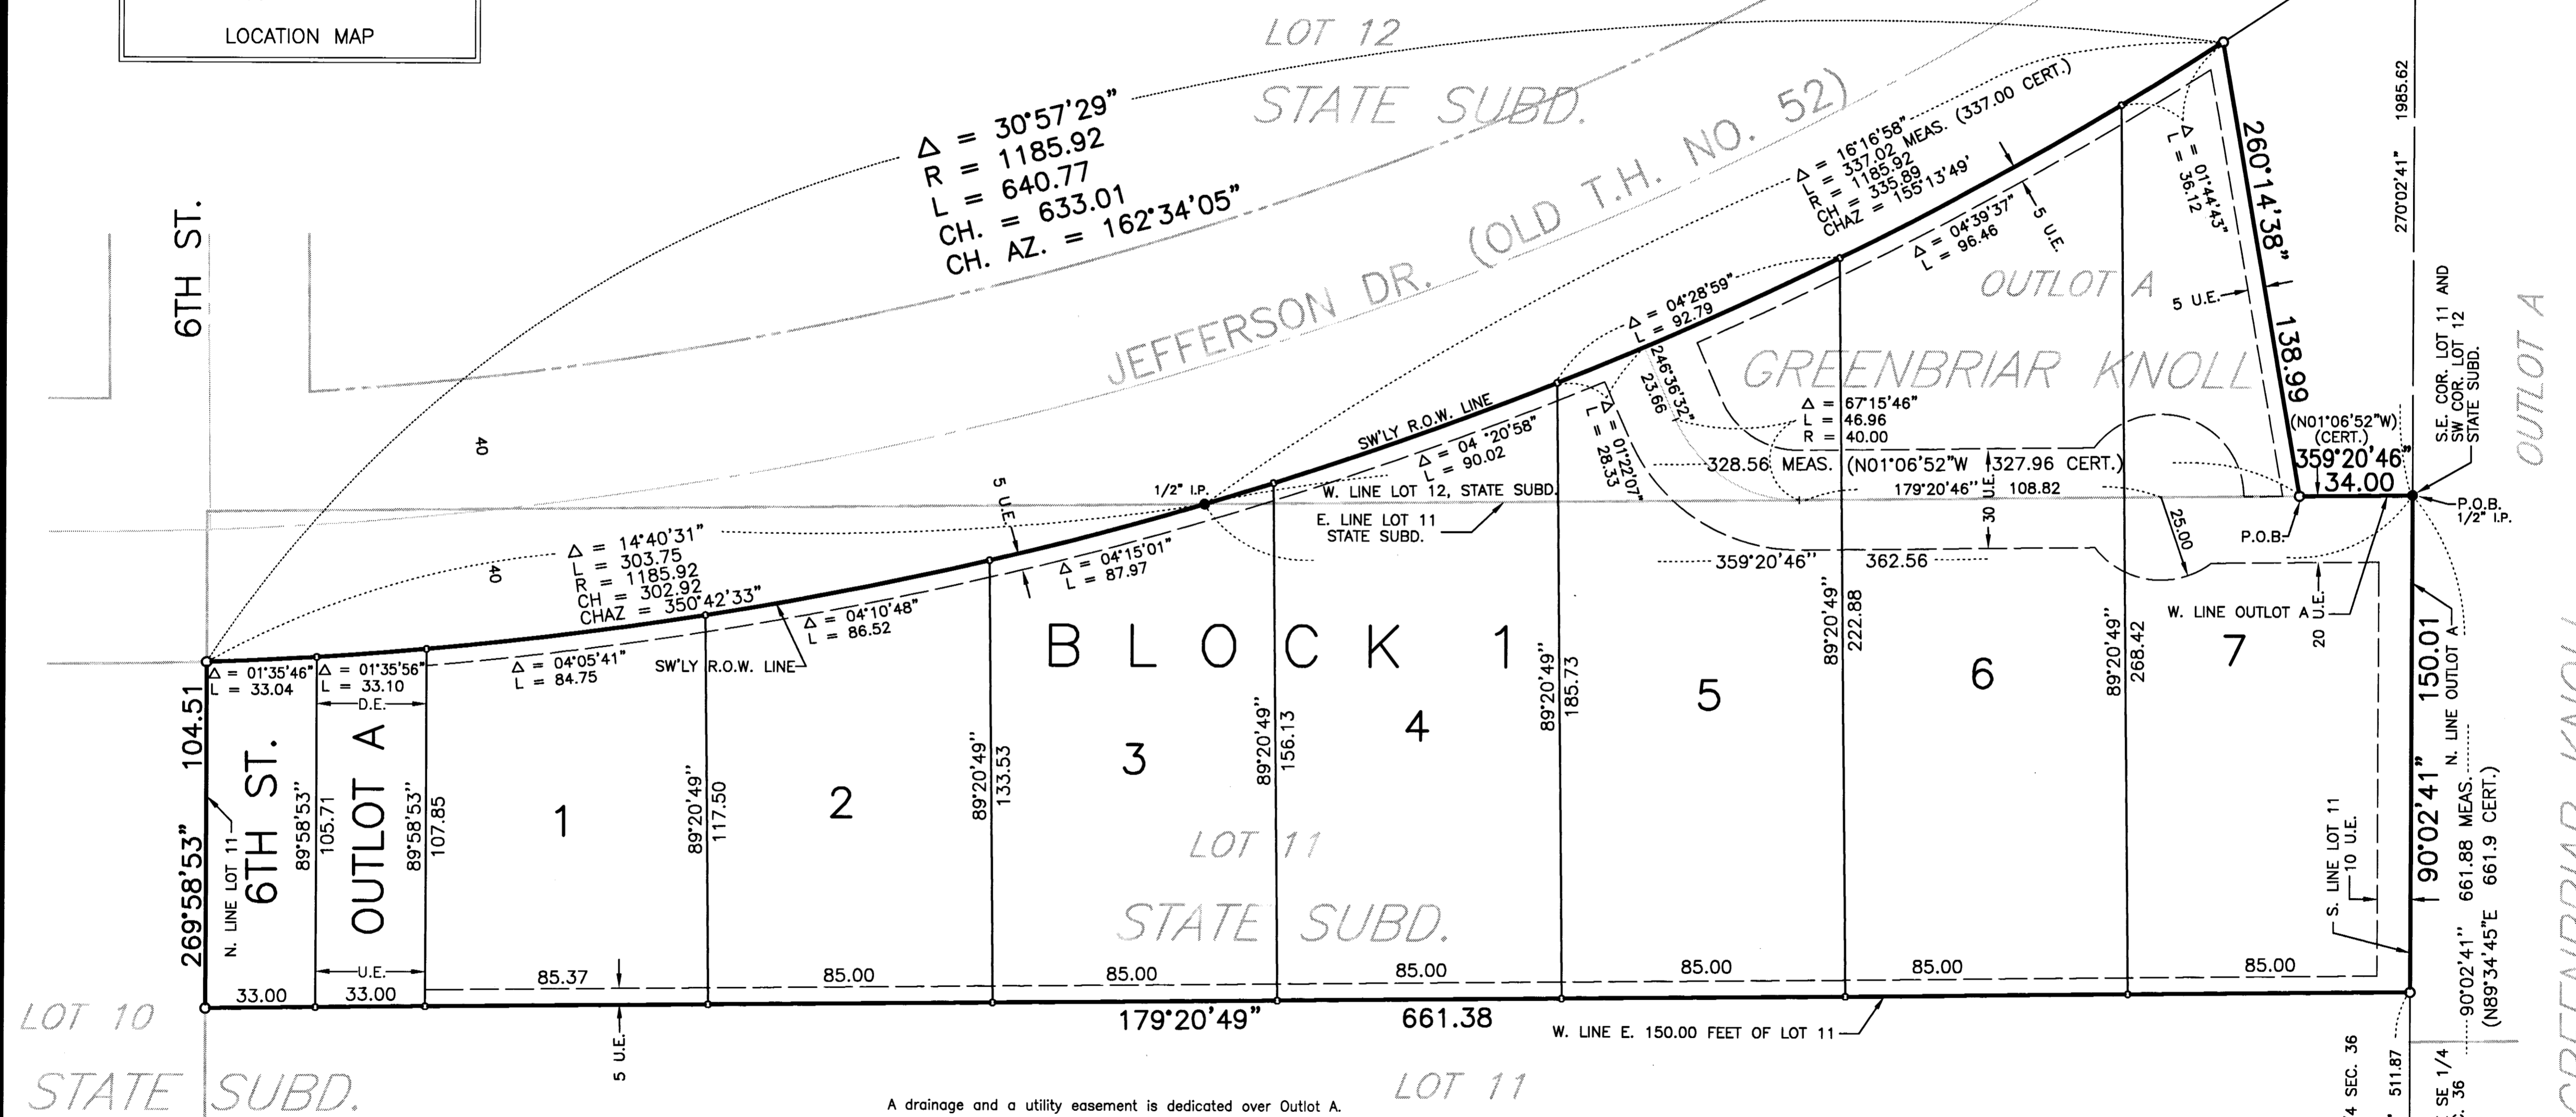 LOCATION MAP
LOT 12
STATE SUBD.
6TH ST.
Δ = 30°57'29"
R = 1185.92
L = 640.77
CH. = 633.01
CH. AZ. = 162°34'05"
JEFFERSON DR. (OLD T.H. NO. 52)
Δ = 16°16'58"
L = 337.02 MEAS. (337.00 CERT.)
R = 1185.92
CH = 335.89
CHAZ = 155°13'49'
Δ = 01°44'43"
L = 36.12
260°14'38" 138.99
270°02'41" 1985.62
Δ = 04°39'37"
L = 96.46
5 U.E.
OUTLOT A
5 U.E.
GREENBRIAR KNOLL
Δ = 04°28'59"
L = 92.79
246°36'32"
23.66
Δ = 67°15'46"
L = 46.96
R = 40.00
S.E. COR. LOT 11 AND
SW COR. LOT 12
STATE SUBD.
OUTLOT A
GREENBRIAR KNOLL
(N01°06'52"W)
(CERT.)
359°20'46"
34.00
P.O.B.
1/2" I.P.
P.O.B.
328.56 MEAS. (N01°06'52"W 327.96 CERT.)
179°20'46" 108.82
30 U.E.
25.00
359°20'46" 362.56
W. LINE OUTLOT A
20 U.E.
SW'LY R.O.W. LINE
Δ = 04°20'58"
L = 90.02
Δ = 01°22'07"
L = 28.33
W. LINE LOT 12, STATE SUBD.
E. LINE LOT 11
STATE SUBD.
1/2" I.P.
5 U.E.
40
40
Δ = 14°40'31"
L = 303.75
R = 1185.92
CH = 302.92
CHAZ = 350°42'33"
Δ = 04°15'01"
L = 87.97
Δ = 04°10'48"
L = 86.52
SW'LY R.O.W. LINE
Δ = 04°05'41"
L = 84.75
Δ = 01°35'46"
L = 33.04
Δ = 01°35'56"
L = 33.10
D.E.
BLOCK 1
269°58'53" 104.51
N. LINE LOT 11
6TH ST.
89°58'53"
105.71
OUTLOT A
89°58'53"
107.85
1
89°20'49"
117.50
2
89°20'49"
133.53
3
89°20'49"
156.13
4
89°20'49"
185.73
5
89°20'49"
222.88
6
89°20'49"
268.42
7
LOT 11
STATE SUBD.
S. LINE LOT 11
10 U.E.
90°02'41" 150.01
N. LINE OUTLOT A
90°02'41" 661.88 MEAS.
(N89°34'45"E 661.9 CERT.)
U.E.
33.00
33.00
85.37
85.00
85.00
85.00
85.00
85.00
85.00
179°20'49" 661.38
W. LINE E. 150.00 FEET OF LOT 11
5 U.E.
LOT 10
STATE SUBD.
LOT 11
A drainage and a utility easement is dedicated over Outlot A.
SEC. 36
511.87
SE 1/4
36